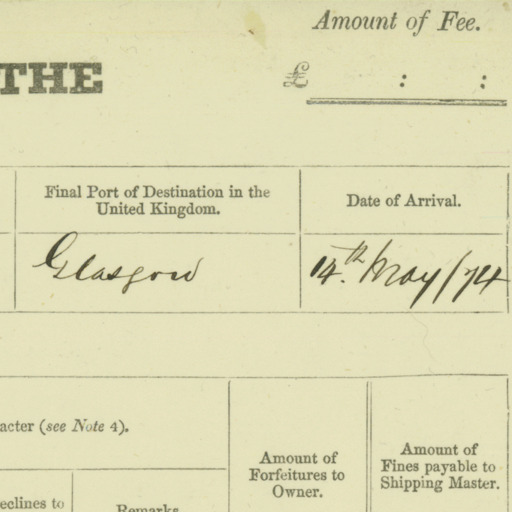 Amount of Fee.
THE
£ : :
Final Port of Destination in the
United Kingdom.
Date of Arrival.
Glasgow
14th. May/74
acter (see Note 4).
Amount of
Forfeitures to
Owner.
Amount of
Fines payable to
Shipping Master.
eclines to
Remarks